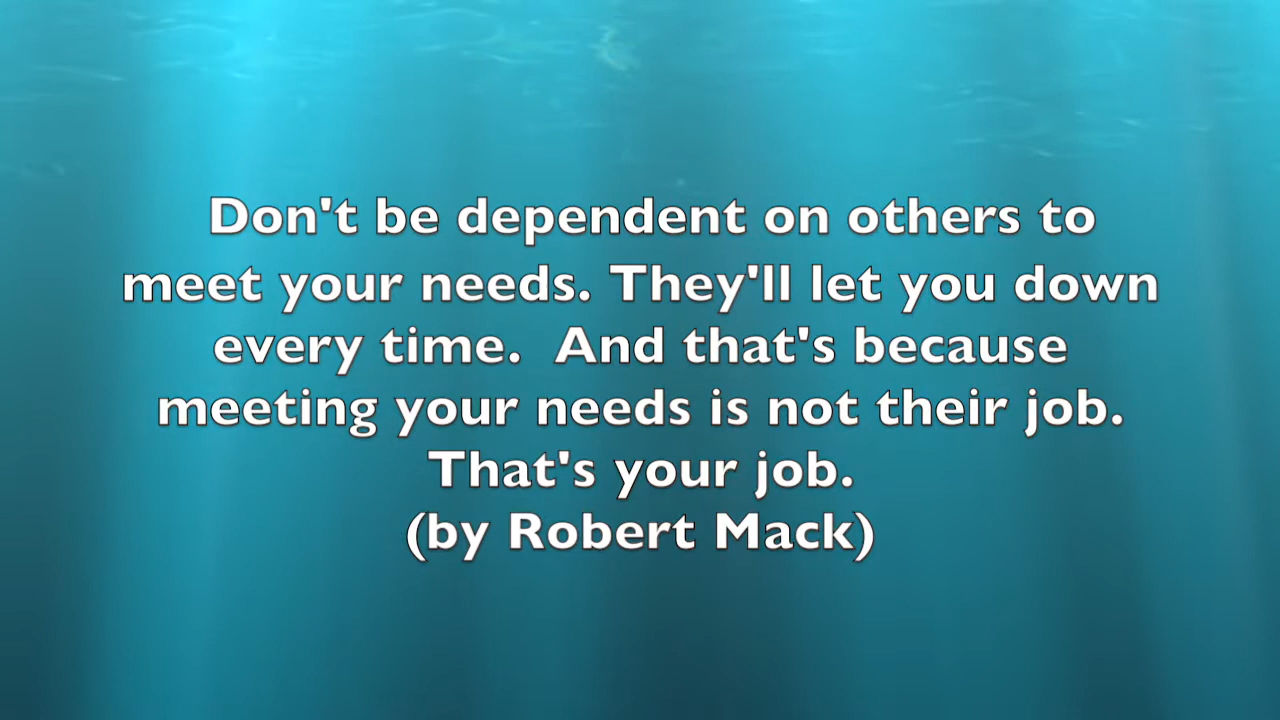 Don't be dependent on others to
meet your needs. They'll let you down
every time.  And that's because
meeting your needs is not their job.
That's your job.
(by Robert Mack)